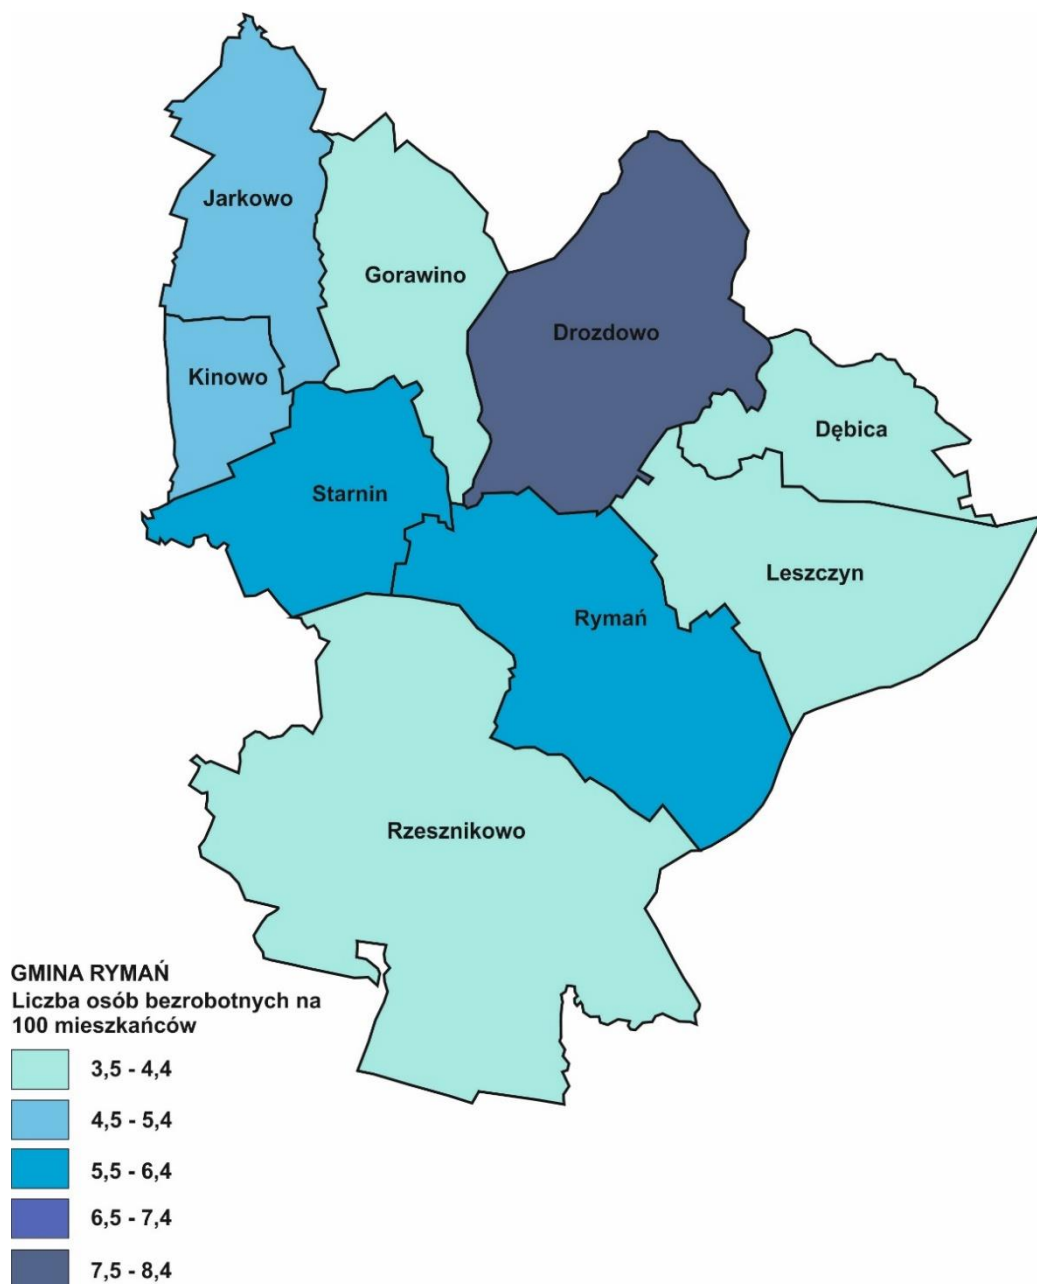 Jarkowo
Gorawino
Drozdowo
Kinowo
Dębica
Starnin
Leszczyn
Rymań
Rzesznikowo
GMINA RYMAŃ
Liczba osób bezrobotnych na
100 mieszkańców
3,5 - 4,4
4,5 - 5,4
5,5 - 6,4
6,5 - 7,4
7,5 - 8,4